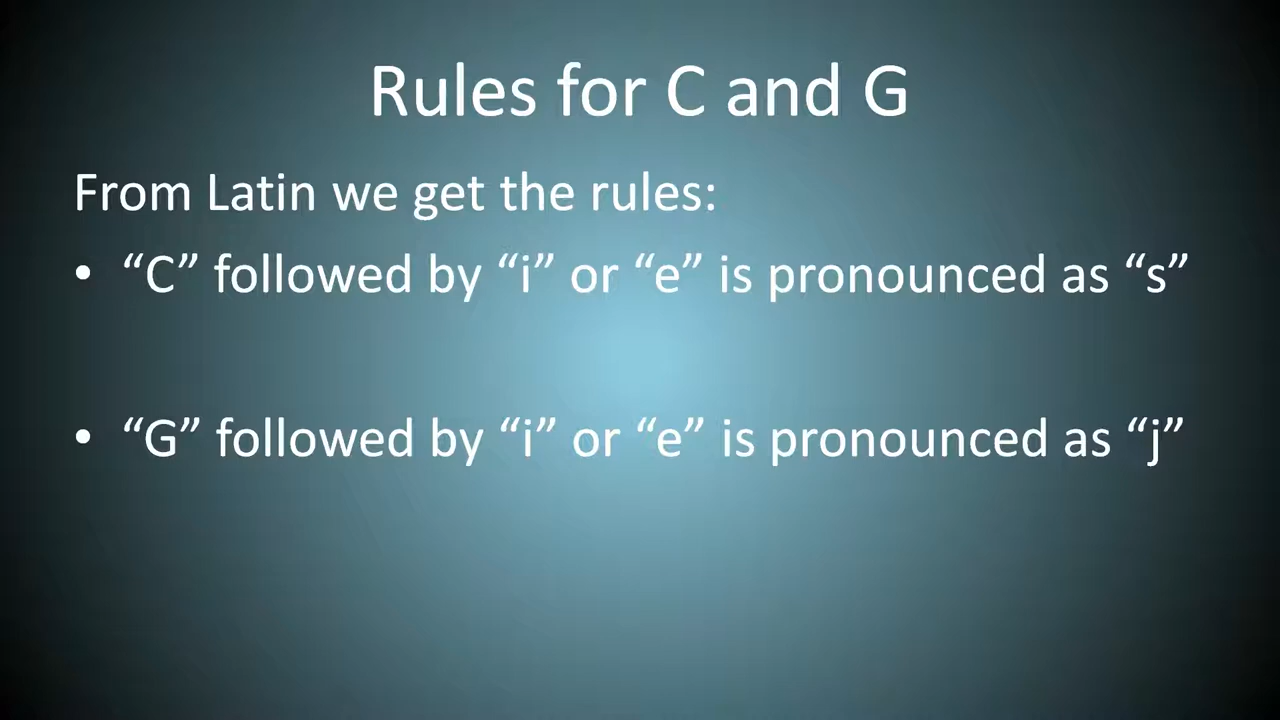 Rules for C and G
From Latin we get the rules:
• “C” followed by “i” or “e” is pronounced as “s”
• “G” followed by “i” or “e” is pronounced as “j”